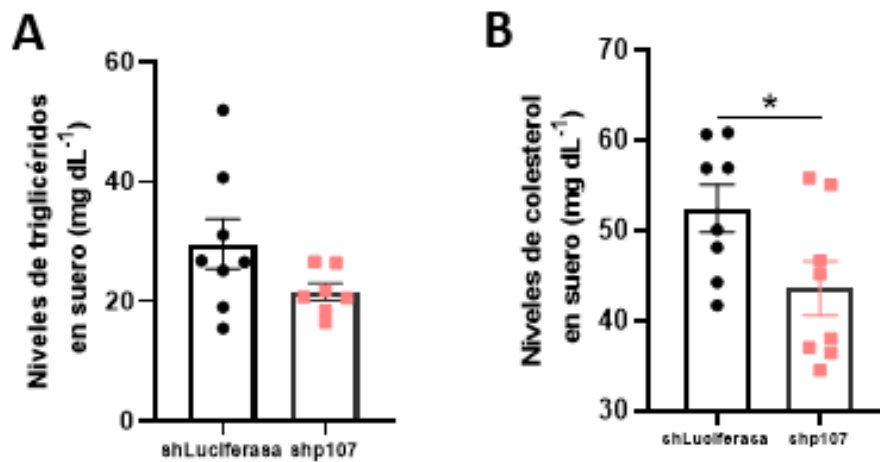 A
Niveles de triglicéridos
en suero (mg dL⁻¹)
60
40
20
0
shLuciferasa shp107
B
Niveles de colesterol
en suero (mg dL⁻¹)
70
60
50
40
30
*
shLuciferasa shp107